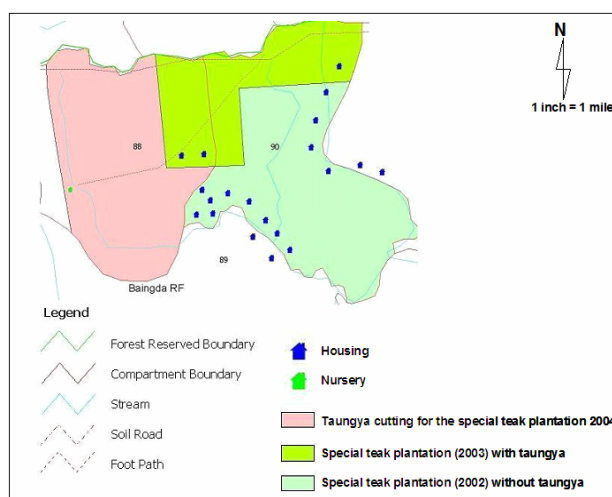 N
1 inch = 1 mile
88
90
89
Baingda RF
Legend
Forest Reserved Boundary
Compartment Boundary
Stream
Soil Road
Foot Path
Housing
Nursery
Taungya cutting for the special teak plantation 2004
Special teak plantation (2003) with taungya
Special teak plantation (2002) without taungya